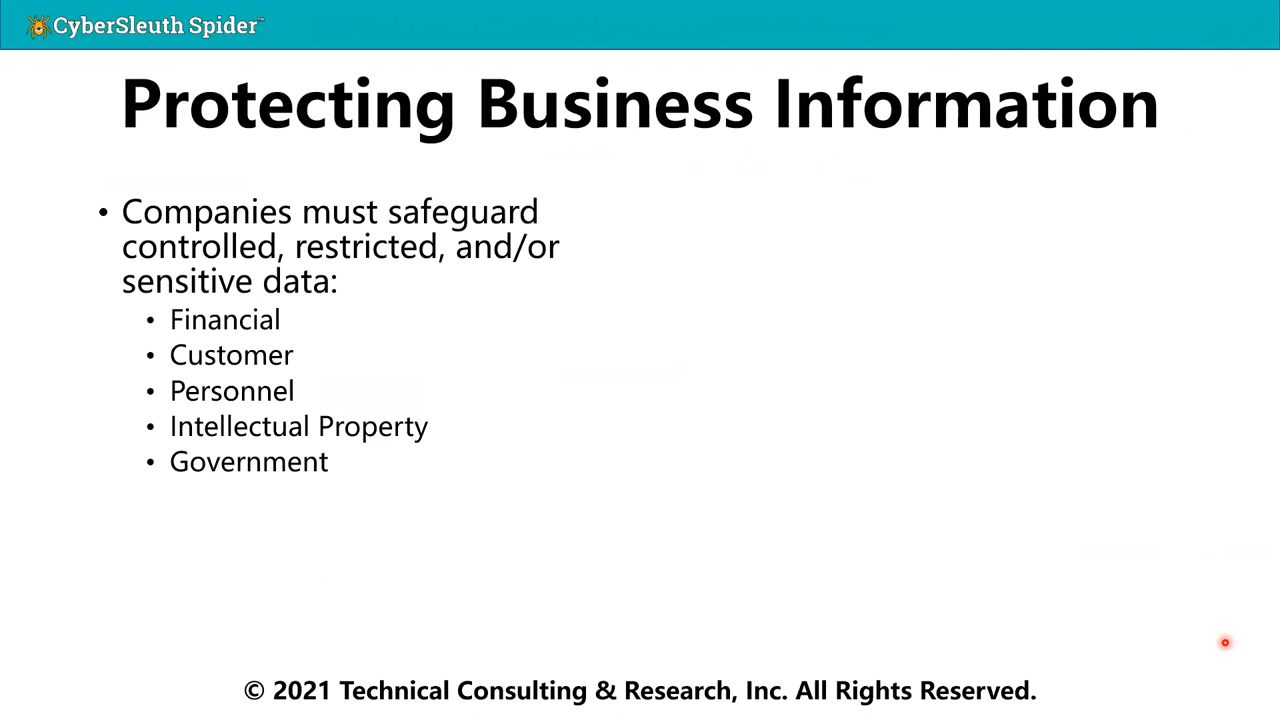 CyberSleuth Spider™
Protecting Business Information
• Companies must safeguard
controlled, restricted, and/or
sensitive data:
• Financial
• Customer
• Personnel
• Intellectual Property
• Government
© 2021 Technical Consulting & Research, Inc. All Rights Reserved.